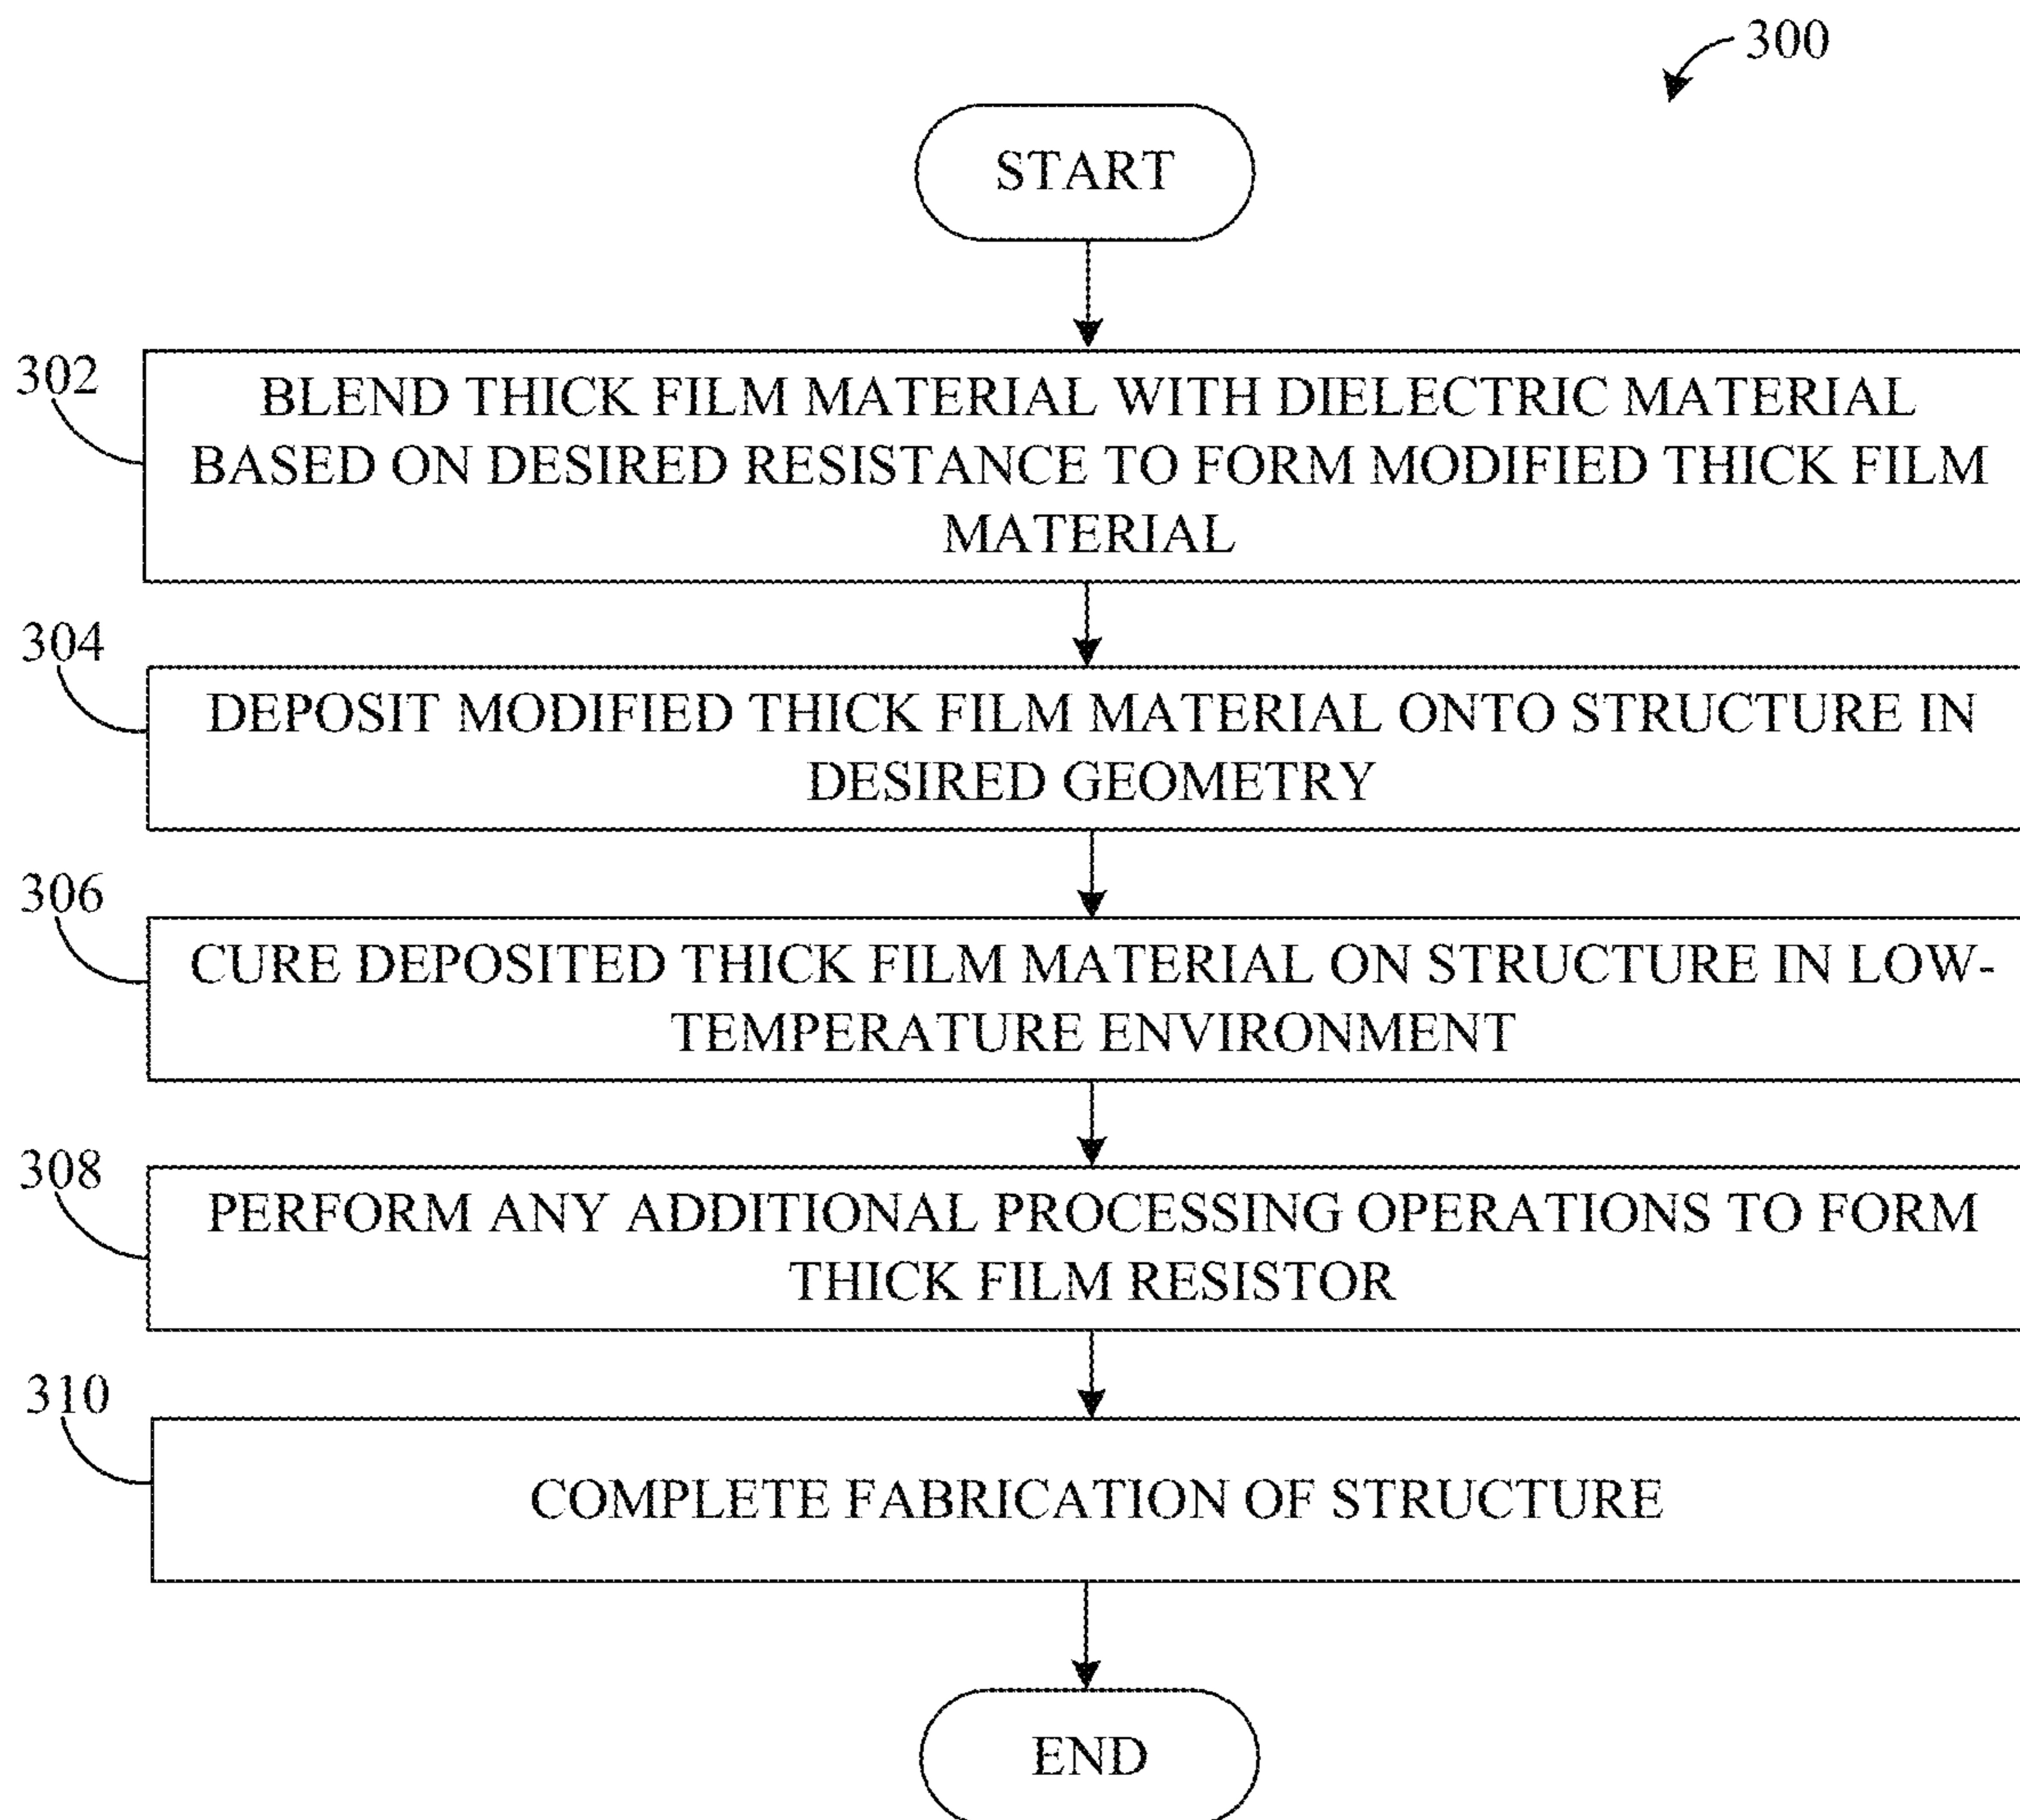 300
START
302
BLEND THICK FILM MATERIAL WITH DIELECTRIC MATERIAL
BASED ON DESIRED RESISTANCE TO FORM MODIFIED THICK FILM
MATERIAL
304
DEPOSIT MODIFIED THICK FILM MATERIAL ONTO STRUCTURE IN
DESIRED GEOMETRY
306
CURE DEPOSITED THICK FILM MATERIAL ON STRUCTURE IN LOW-
TEMPERATURE ENVIRONMENT
308
PERFORM ANY ADDITIONAL PROCESSING OPERATIONS TO FORM
THICK FILM RESISTOR
310
COMPLETE FABRICATION OF STRUCTURE
END